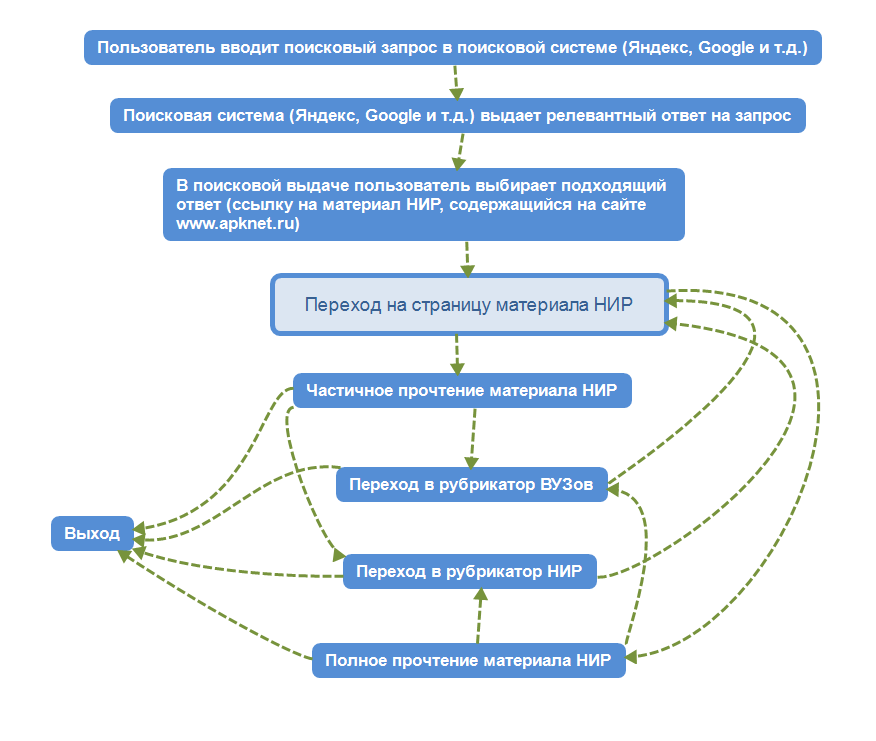 Пользователь вводит поисковый запрос в поисковой системе (Яндекс, Google и т.д.)
Поисковая система (Яндекс, Google и т.д.) выдает релевантный ответ на запрос
В поисковой выдаче пользователь выбирает подходящий
ответ (ссылку на материал НИР, содержащийся на сайте
www.apknet.ru)
Переход на страницу материала НИР
Частичное прочтение материала НИР
Переход в рубрикатор ВУЗов
Выход
Переход в рубрикатор НИР
Полное прочтение материала НИР